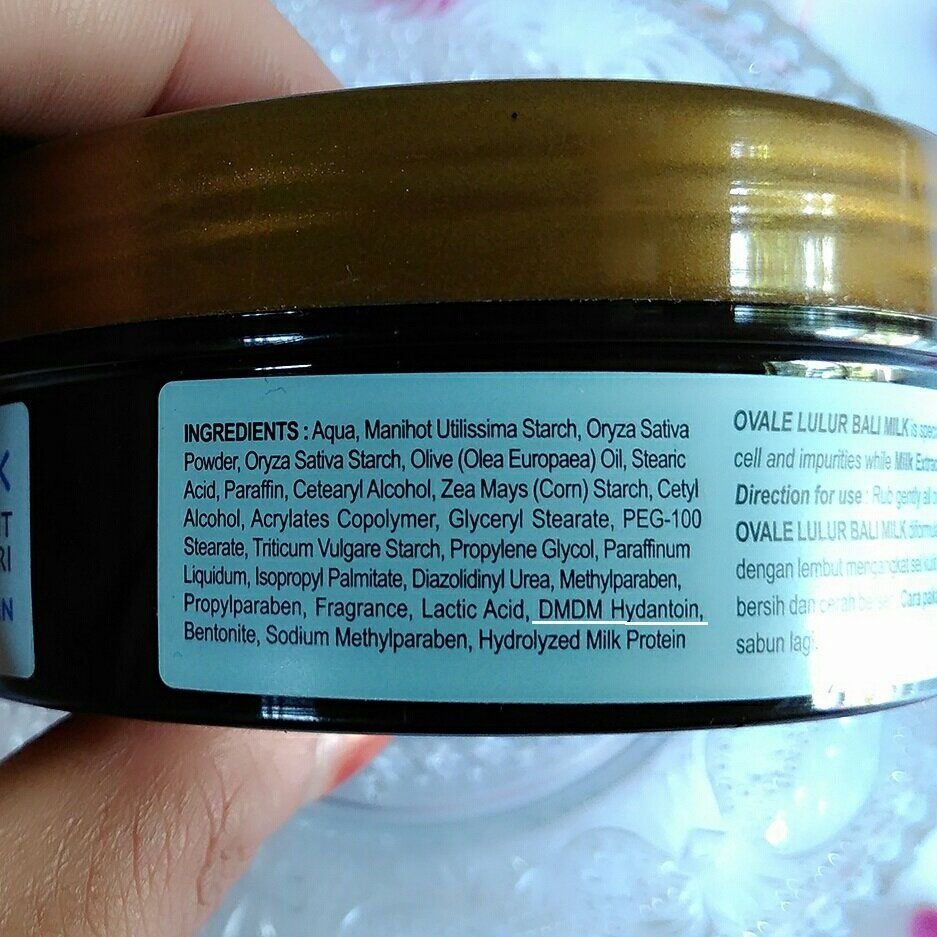 INGREDIENTS : Aqua, Manihot Utilissima Starch, Oryza Sativa
Powder, Oryza Sativa Starch, Olive (Olea Europaea) Oil, Stearic
Acid, Paraffin, Cetearyl Alcohol, Zea Mays (Corn) Starch, Cetyl
Alcohol, Acrylates Copolymer, Glyceryl Stearate, PEG-100
Stearate, Triticum Vulgare Starch, Propylene Glycol, Paraffinum
Liquidum, Isopropyl Palmitate, Diazolidinyl Urea, Methylparaben,
Propylparaben, Fragrance, Lactic Acid, DMDM Hydantoin,
Bentonite, Sodium Methylparaben, Hydrolyzed Milk Protein
OVALE LULUR BALI MILK is
cell and impurities while Milk
Direction for use : Rub gently all
OVALE LULUR BALI MILK
dengan lembut mengangkat sel
bersih dan cerah Cara
sabun